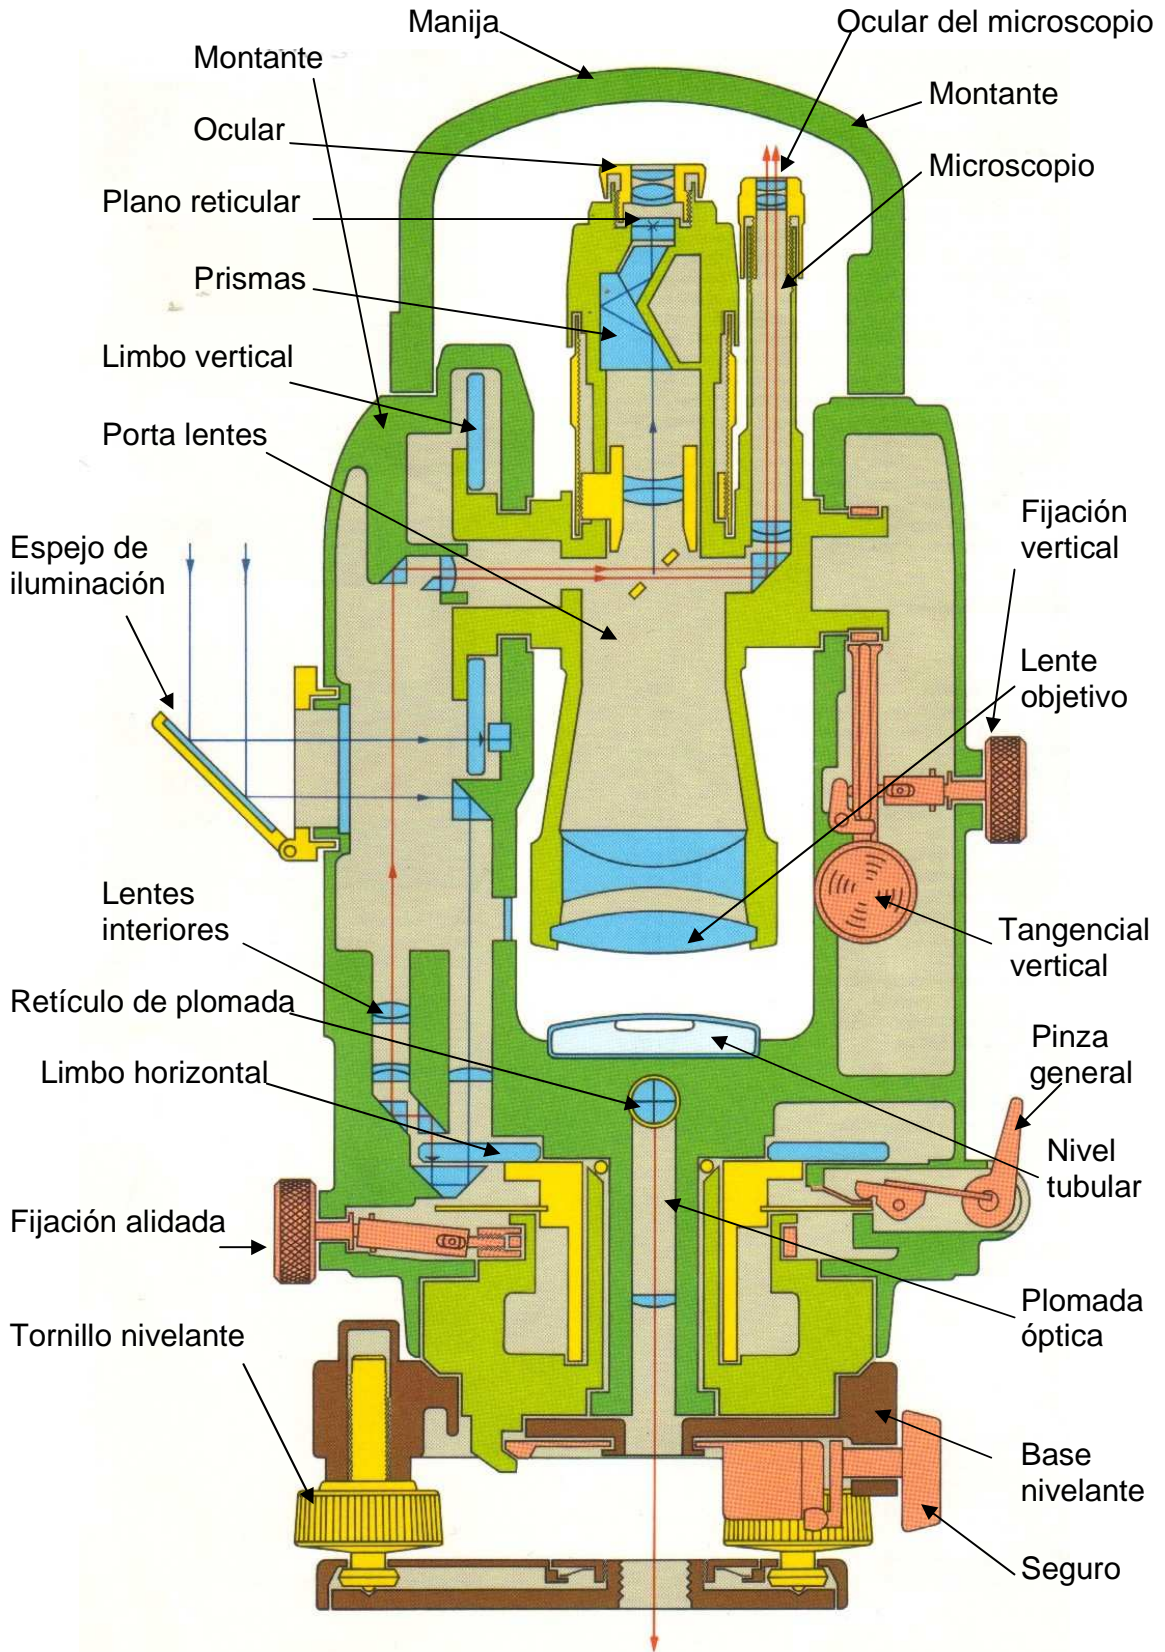 Manija
Ocular del microscopio
Montante
Montante
Ocular
Microscopio
Plano reticular
Prismas
Limbo vertical
Porta lentes
Fijación
vertical
Espejo de
iluminación
Lente
objetivo
Lentes
interiores
Tangencial
vertical
Retículo de plomada
Pinza
general
Limbo horizontal
Nivel
tubular
Fijación alidada
Plomada
óptica
Tornillo nivelante
Base
nivelante
Seguro